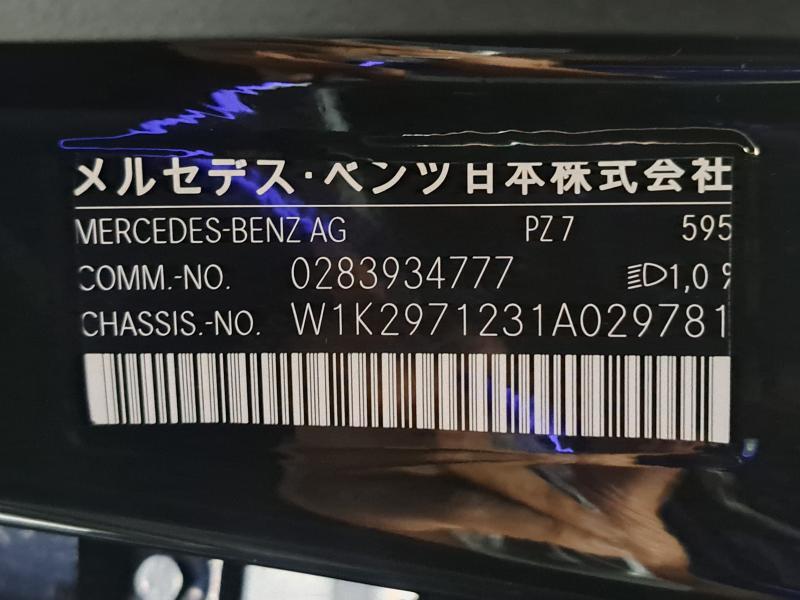 メルセデス・ベンツ日本株式会社
MERCEDES-BENZ AG PZ 7 595
COMM.-NO. 0283934777 1,0 %
CHASSIS.-NO. W1K2971231A029781